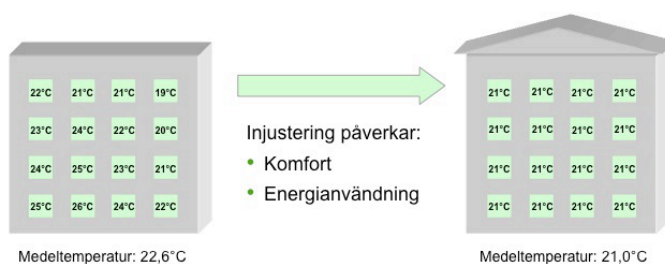 22°C 21°C 21°C 19°C
23°C 24°C 22°C 20°C
24°C 25°C 23°C 21°C
25°C 26°C 24°C 22°C
Medeltemperatur: 22,6°C
Injustering påverkar:
• Komfort
• Energianvändning
21°C 21°C 21°C 21°C
21°C 21°C 21°C 21°C
21°C 21°C 21°C 21°C
21°C 21°C 21°C 21°C
Medeltemperatur: 21,0°C